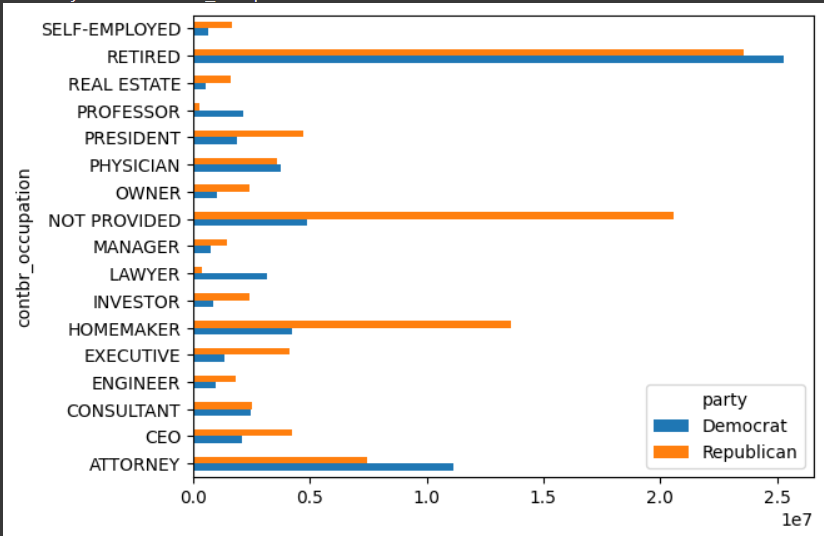 SELF-EMPLOYED
RETIRED
REAL ESTATE
PROFESSOR
PRESIDENT
PHYSICIAN
OWNER
NOT PROVIDED
MANAGER
LAWYER
INVESTOR
HOMEMAKER
EXECUTIVE
ENGINEER
CONSULTANT
CEO
ATTORNEY
contbr_occupation
party
Democrat
Republican
0.0 0.5 1.0 1.5 2.0 2.5
1e7